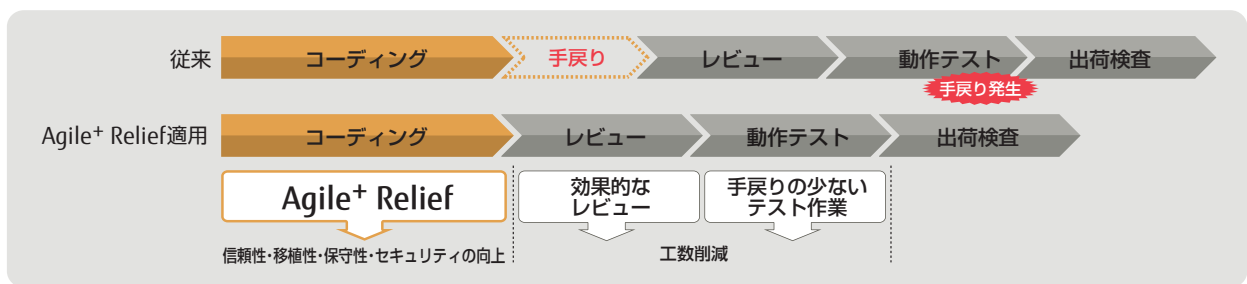 従来
コーディング
手戻り
レビュー
動作テスト
出荷検査
手戻り発生
Agile+ Relief適用
コーディング
レビュー
動作テスト
出荷検査
Agile+ Relief
効果的な
レビュー
手戻りの少ない
テスト作業
信頼性・移植性・保守性・セキュリティの向上
工数削減